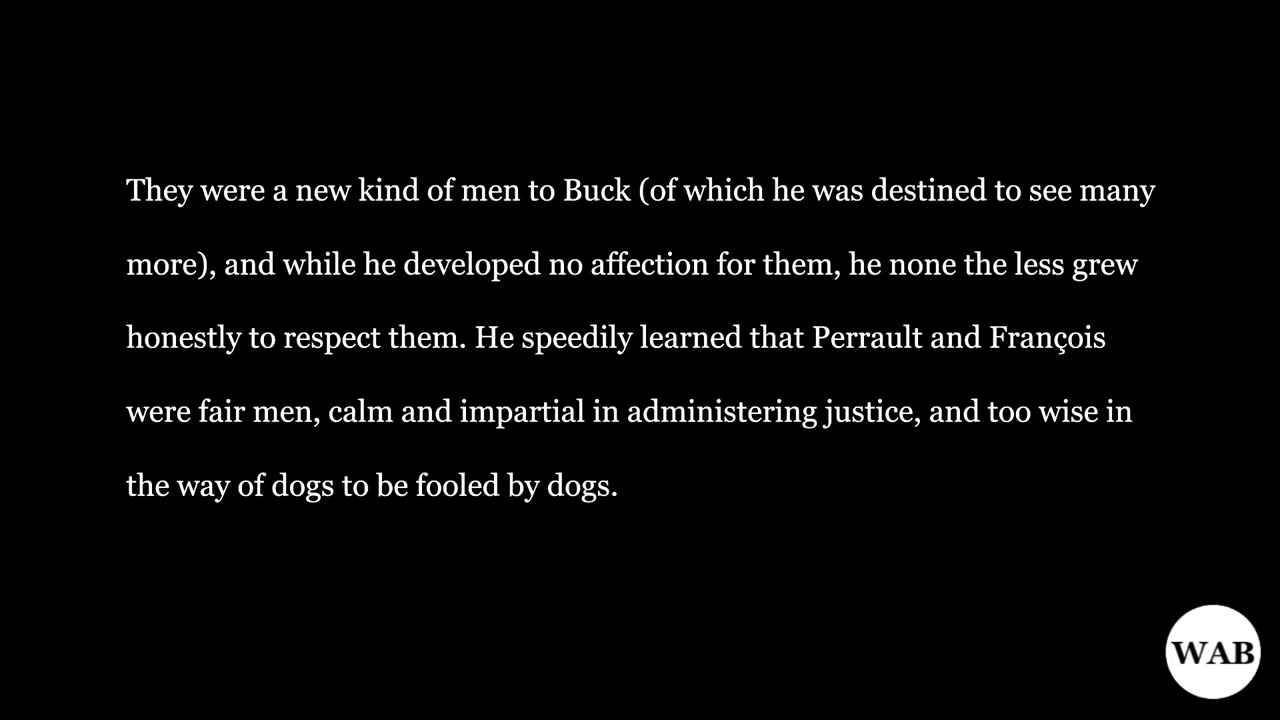 They were a new kind of men to Buck (of which he was destined to see many
more), and while he developed no affection for them, he none the less grew
honestly to respect them. He speedily learned that Perrault and François
were fair men, calm and impartial in administering justice, and too wise in
the way of dogs to be fooled by dogs.
WAB